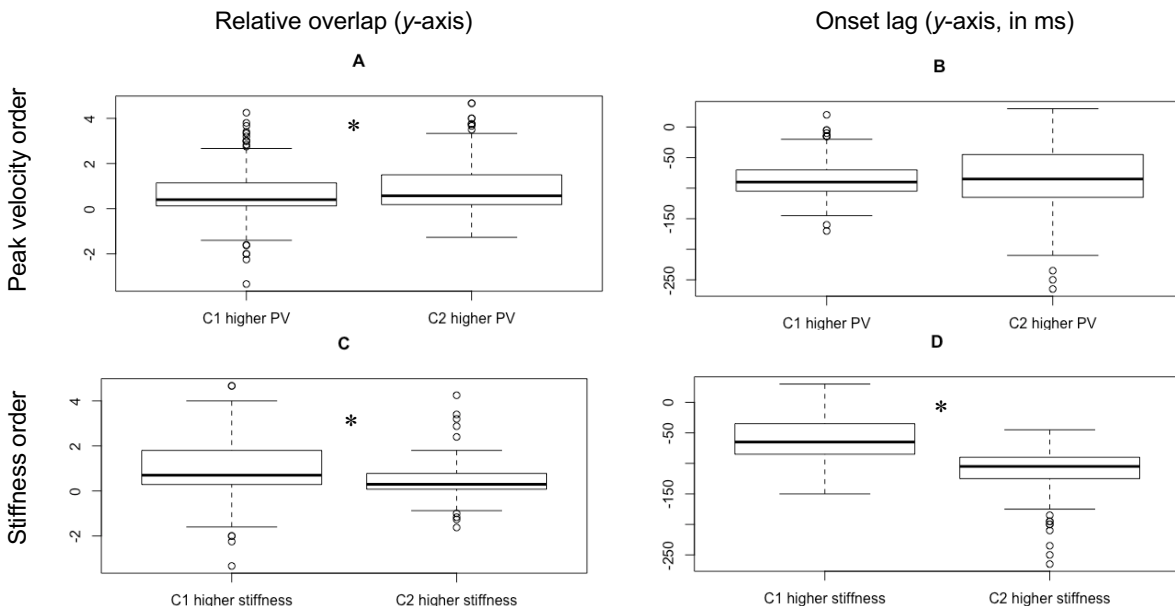 Relative overlap (y-axis)
Onset lag (y-axis, in ms)
Peak velocity order
A
4
2
0
-2
*
C1 higher PV
C2 higher PV
B
0
-50
-150
-250
C1 higher PV
C2 higher PV
Stiffness order
C
4
2
0
-2
*
C1 higher stiffness
C2 higher stiffness
D
0
-50
-150
-250
*
C1 higher stiffness
C2 higher stiffness